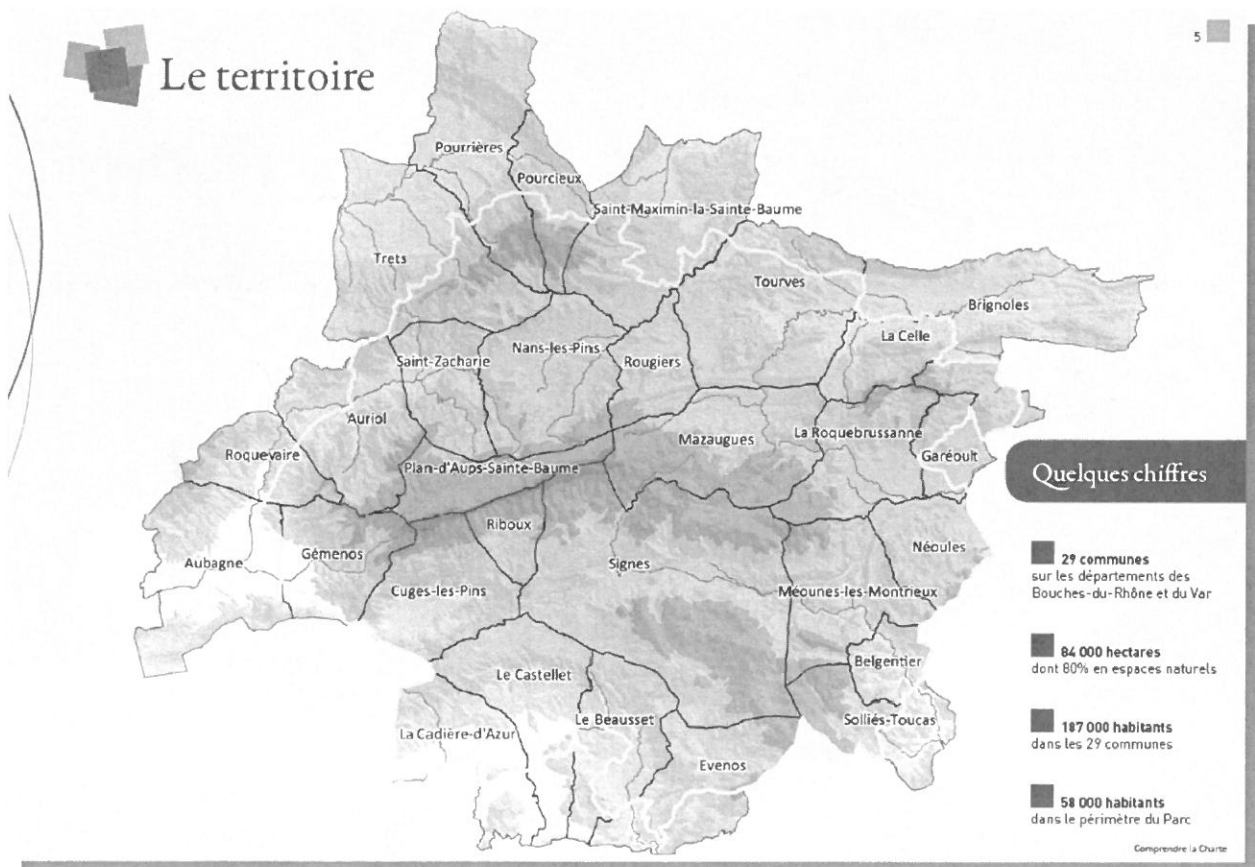 5
Le territoire
Pourrières
Pourcieux
Saint-Maximin-la-Sainte-Baume
Trets
Tourves
Brignoles
La Celle
Saint-Zacharie
Nans-les-Pins
Rougiers
Auriol
Mazaugues
La Roquebrussanne
Roquevaire
Garéoult
Plan-d'Aups-Sainte-Baume
Riboux
Néoules
Gémenos
Aubagne
Signes
Cuges-les-Pins
Méounes-les-Montrieux
Belgentier
Le Castellet
Le Beausset
Solliès-Toucas
La Cadière-d'Azur
Evenos
Quelques chiffres
29 communes
sur les départements des
Bouches-du-Rhône et du Var
84 000 hectares
dont 80% en espaces naturels
187 000 habitants
dans les 29 communes
58 000 habitants
dans le périmètre du Parc
Comprendre la Charte